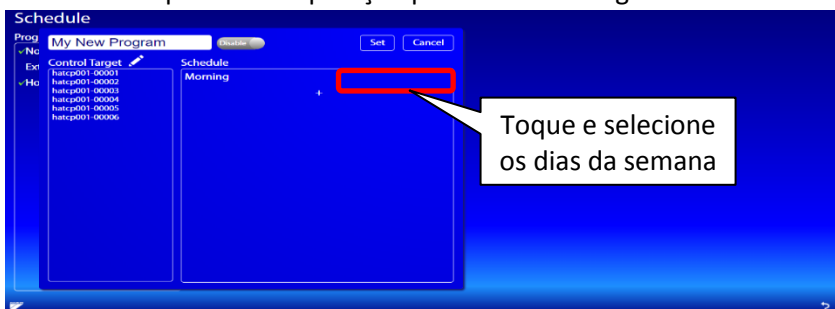 Schedule
Prog
My New Program
Disable
Set
Cancel
No
Ext
Ho
Control Target
Schedule
hatcp001-00001
hatcp001-00002
hatcp001-00003
hatcp001-00004
hatcp001-00005
hatcp001-00006
Morning
+
Toque e selecione
os dias da semana